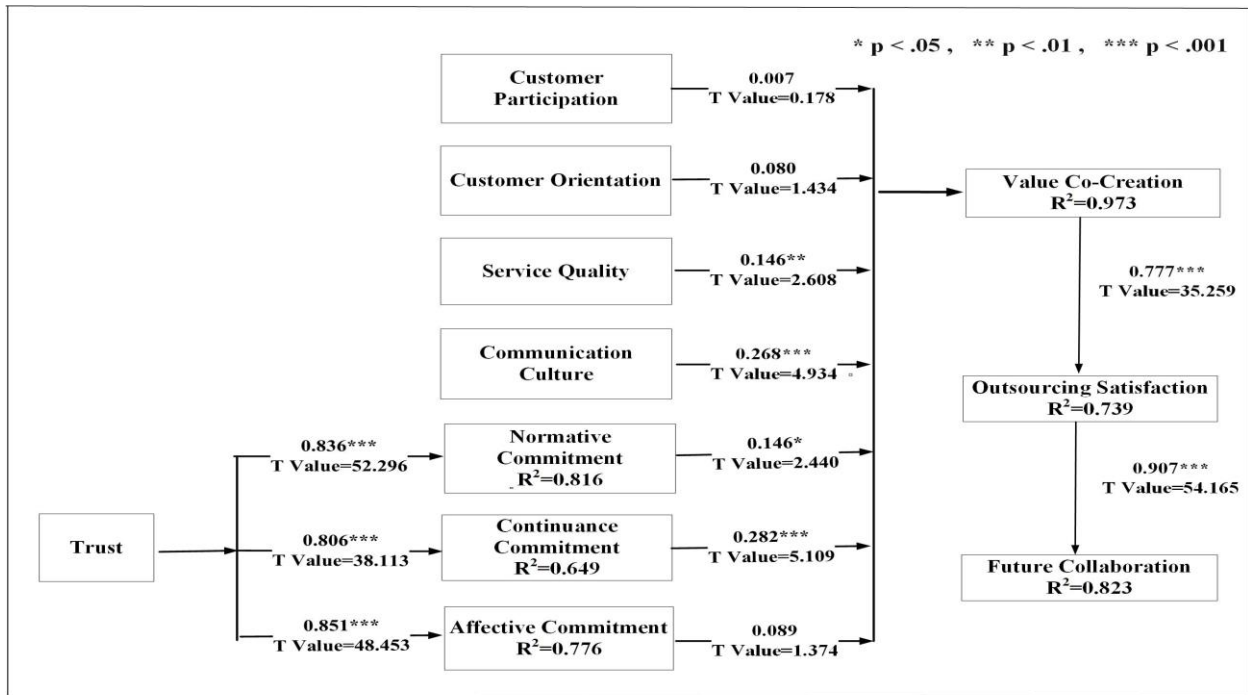 * p < .05 , ** p < .01 , *** p < .001
Customer
Participation
0.007
T Value=0.178
Customer Orientation
0.080
T Value=1.434
Value Co-Creation
R²=0.973
Service Quality
0.146**
T Value=2.608
0.777***
T Value=35.259
Communication
Culture
0.268***
T Value=4.934
Outsourcing Satisfaction
R²=0.739
0.836***
T Value=52.296
Normative
Commitment
R²=0.816
0.146*
T Value=2.440
0.907***
T Value=54.165
Trust
0.806***
T Value=38.113
Continuance
Commitment
R²=0.649
0.282***
T Value=5.109
Future Collaboration
R²=0.823
0.851***
T Value=48.453
Affective Commitment
R²=0.776
0.089
T Value=1.374